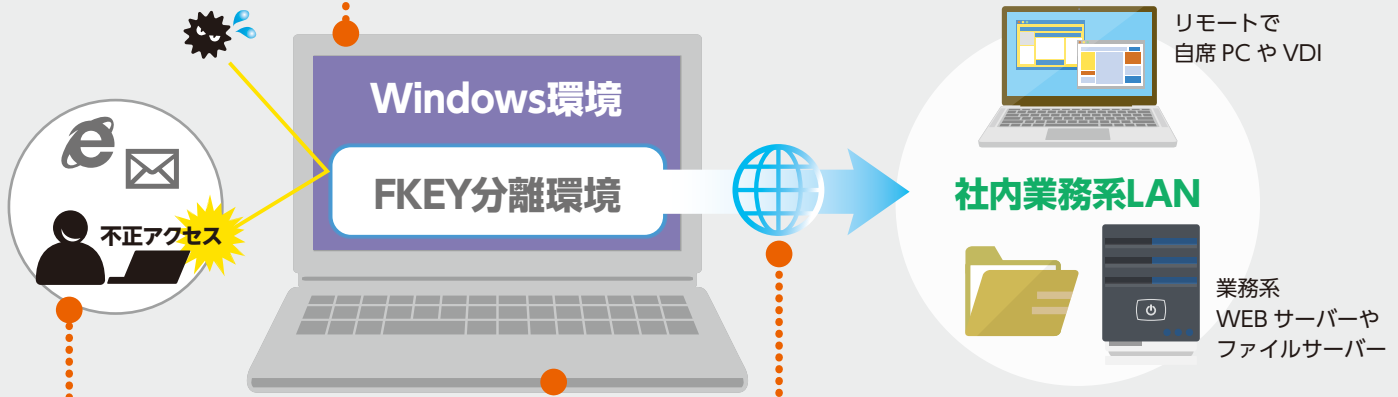 リモートで
自席 PC や VDI
Windows環境
FKEY分離環境
社内業務系LAN
不正アクセス
業務系
WEB サーバーや
ファイルサーバー